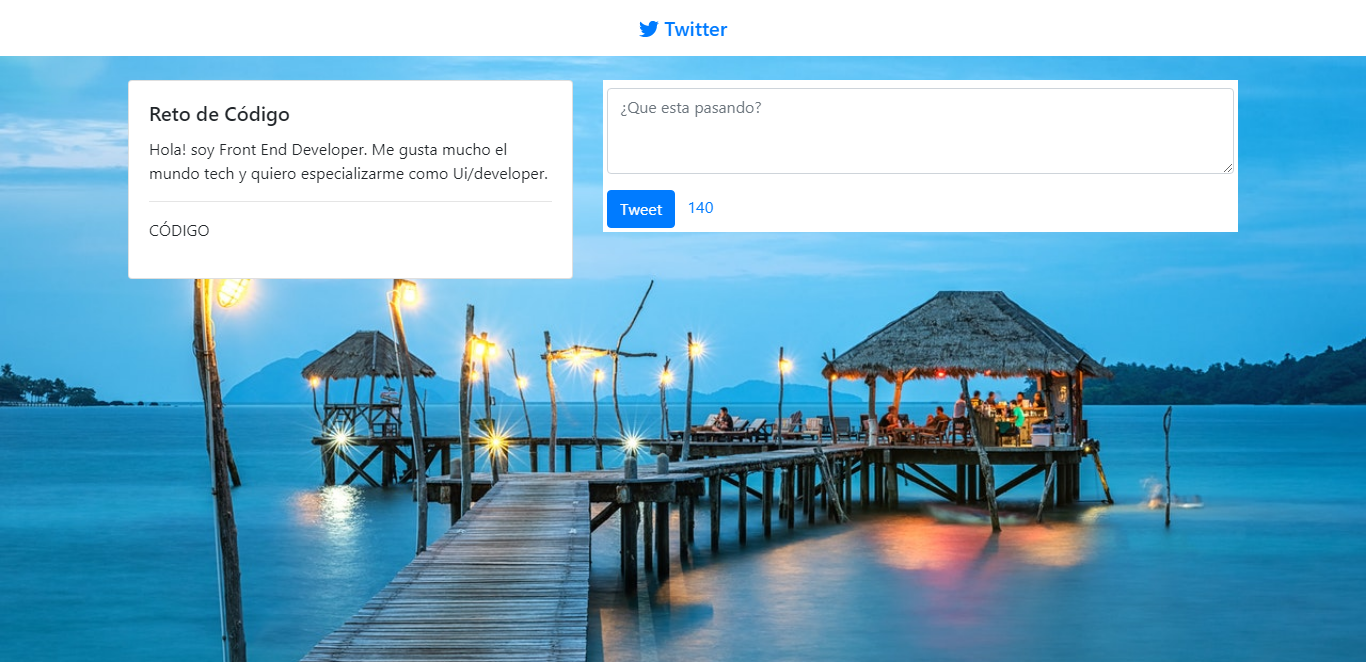 Twitter
Reto de Código
Hola! soy Front End Developer. Me gusta mucho el
mundo tech y quiero especializarme como Ui/developer.
CÓDIGO
¿Que esta pasando?
Tweet 140